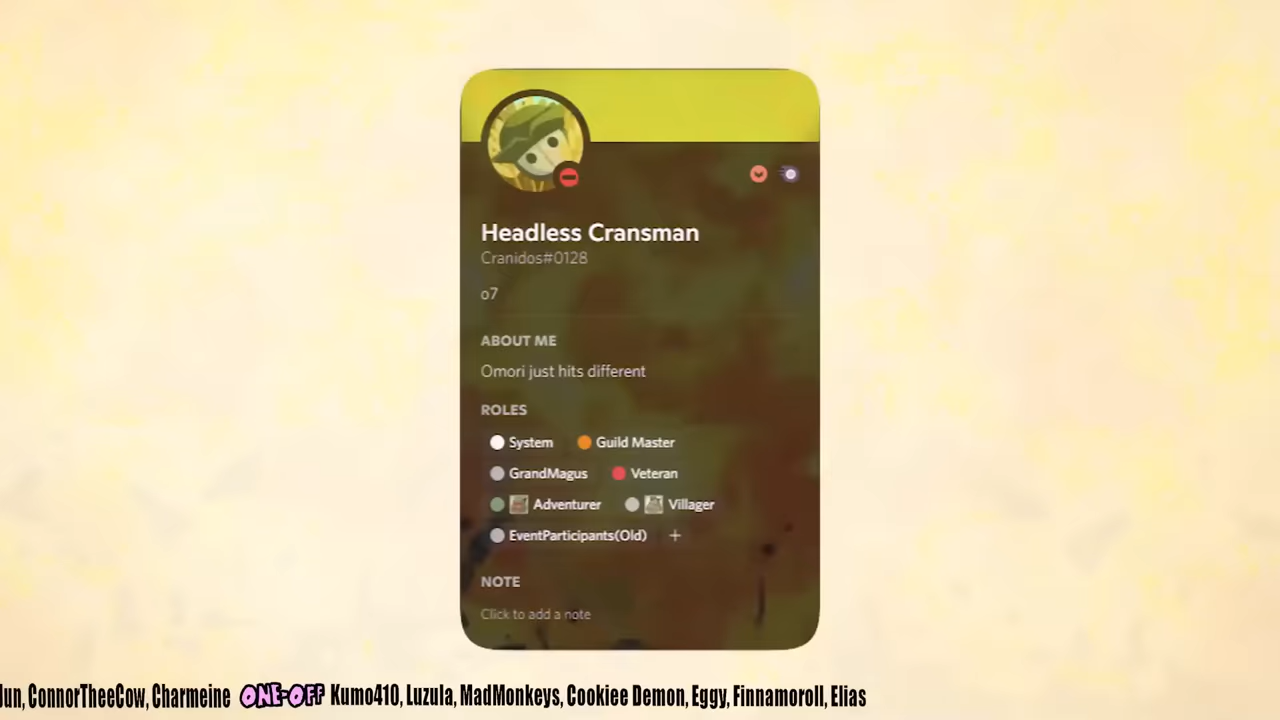 Headless Cransman
Cranidos#0128
o7
ABOUT ME
Omori just hits different
ROLES
System Guild Master
GrandMagus Veteran
Adventurer Villager
EventParticipants(Old) +
NOTE
Click to add a note
ConnorTheeCow, Charmeine ONE-OFF Kumo410, Luzula, MadMonkeys, Cookiee Demon, Eggy, Finnamoroll, Elias